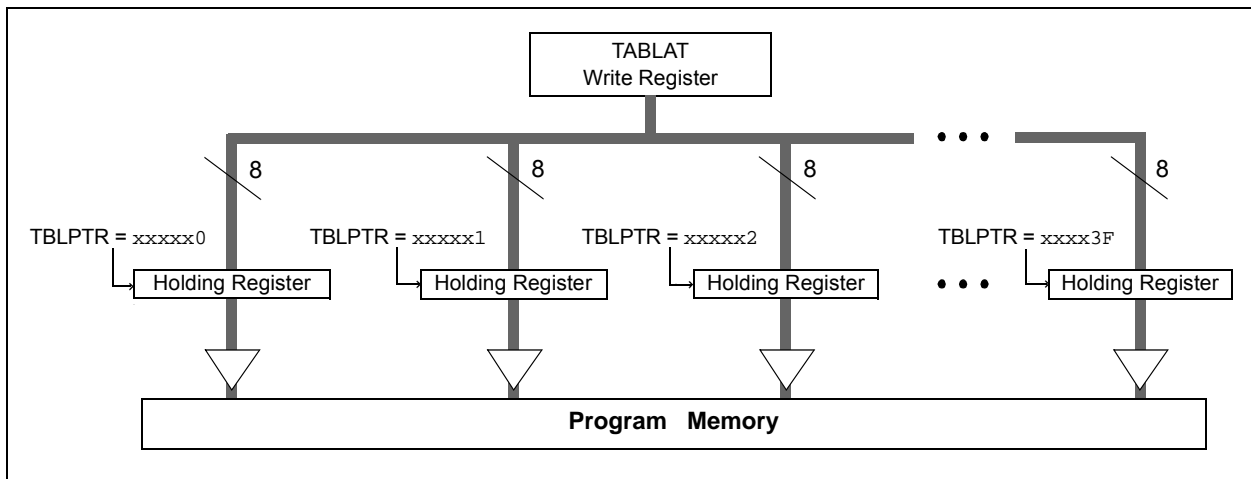 TABLAT
Write Register
• • •
8 8 8 8
TBLPTR = xxxxx0 TBLPTR = xxxxx1 TBLPTR = xxxxx2 TBLPTR = xxxx3F
Holding Register Holding Register Holding Register • • • Holding Register
Program Memory